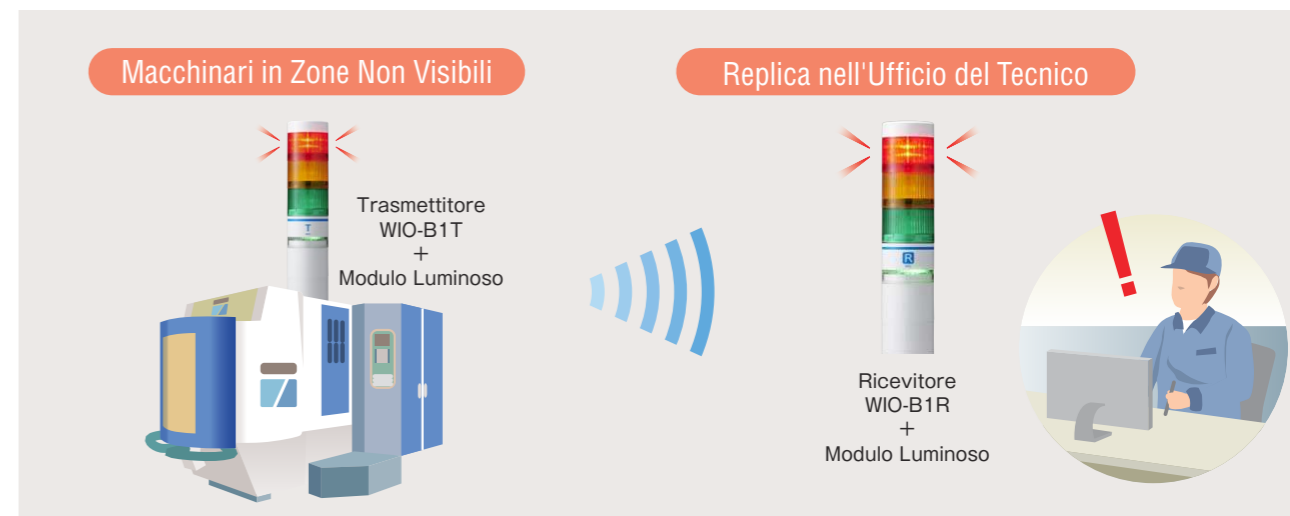 Macchinari in Zone Non Visibili
Replica nell'Ufficio del Tecnico
Trasmettitore
WIO-B1T
+
Modulo Luminoso
T
R
Ricevitore
WIO-B1R
+
Modulo Luminoso
!